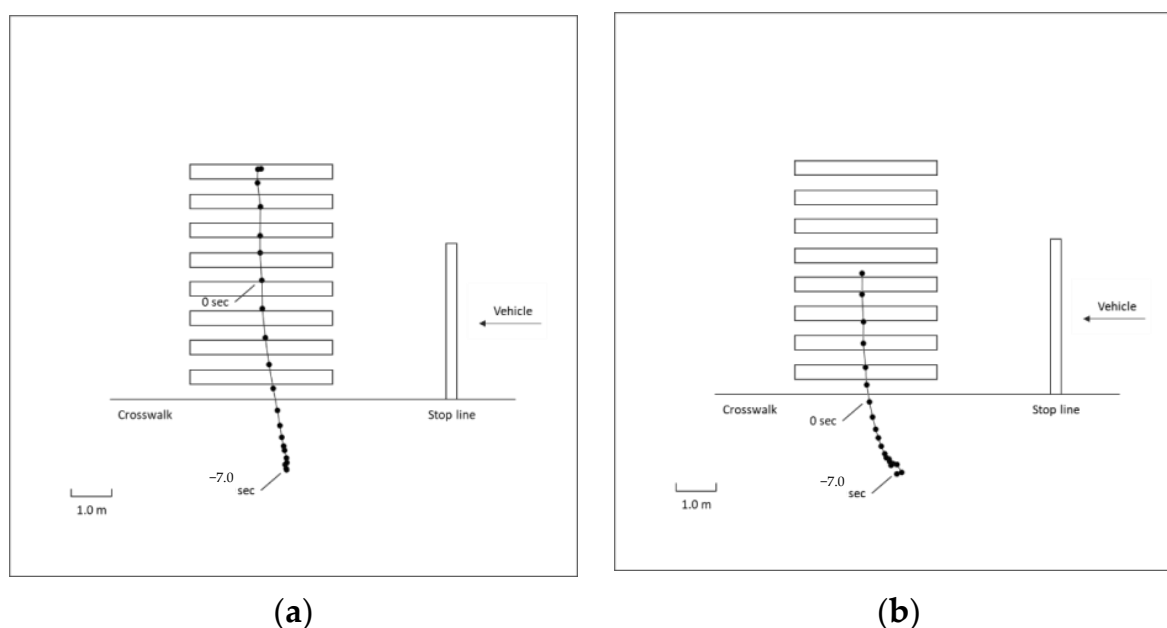 0 sec
Vehicle
Crosswalk
Stop line
−7.0
sec
1.0 m
(a)
Vehicle
Crosswalk
Stop line
0 sec
−7.0
sec
1.0 m
(b)